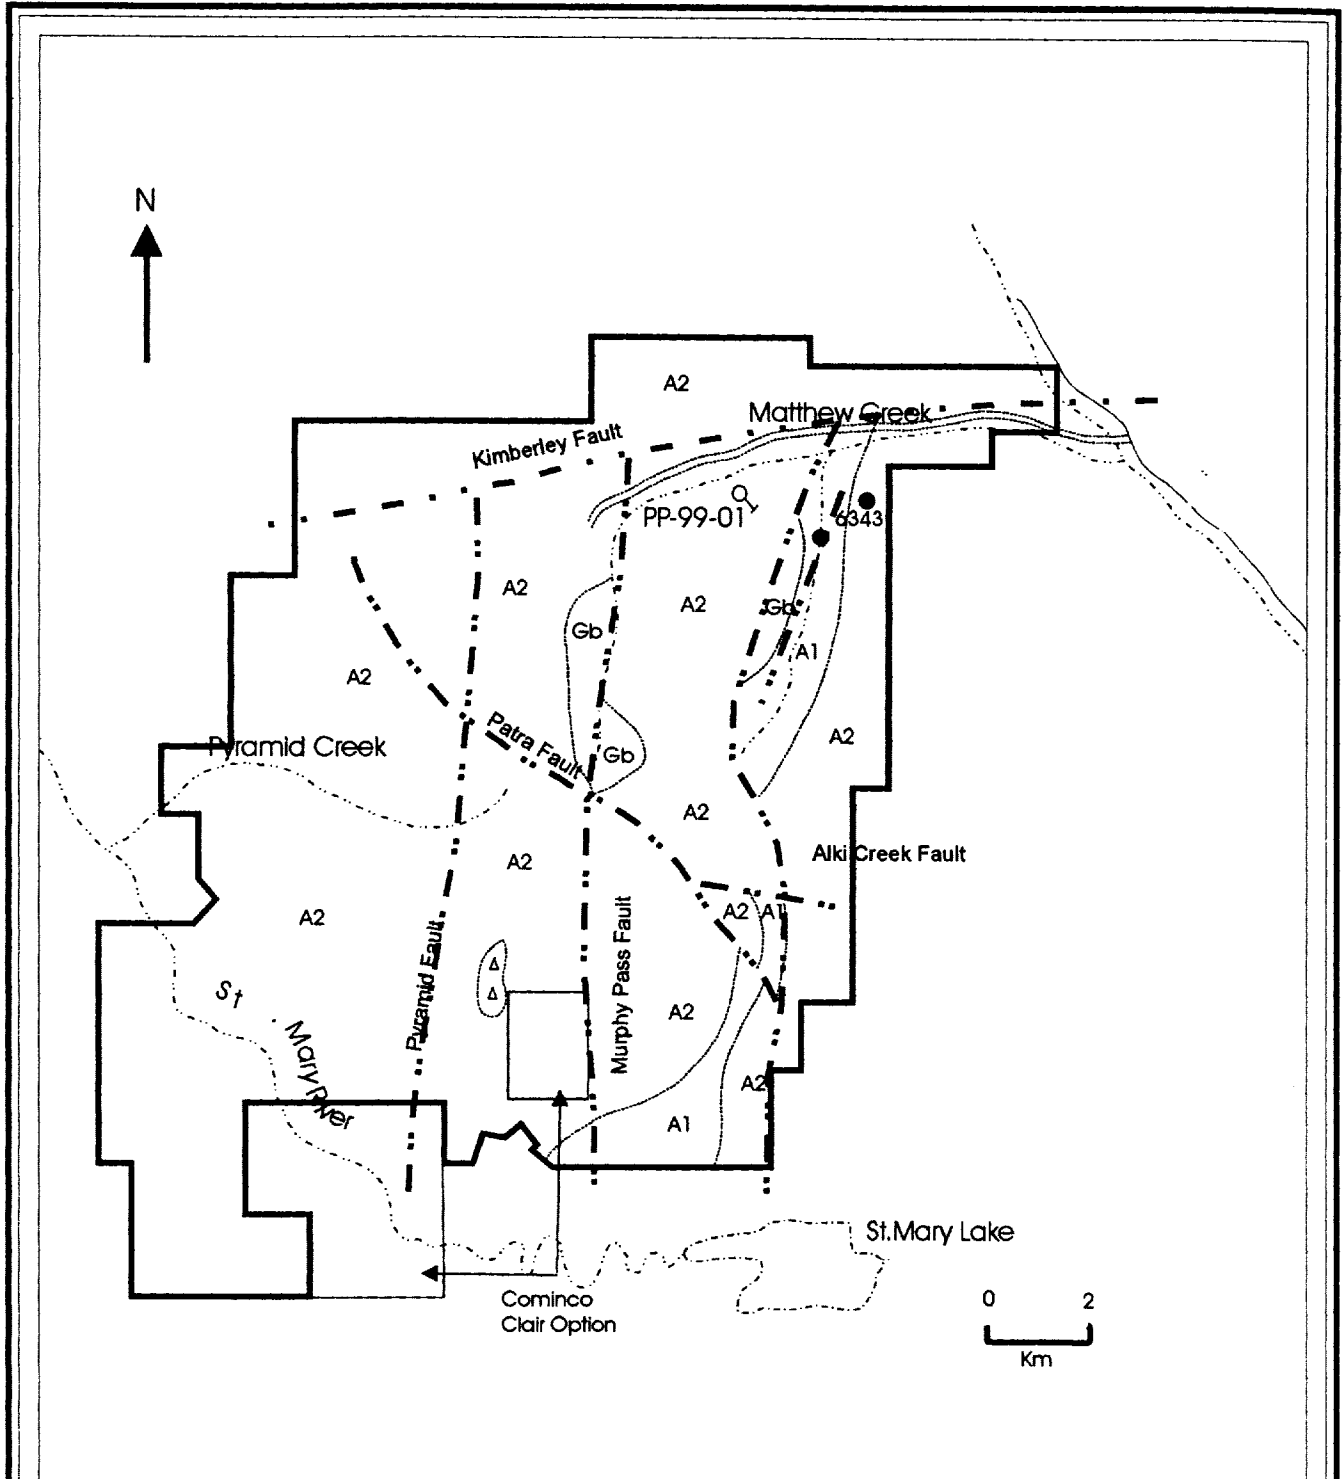 N
A2
Matthew Creek
Kimberley Fault
PP-99-01
6343
A2
A2
Gb
Gb
A1
A2
Patra Fault
A2
Pyramid Creek
Gb
A2
Alki Creek Fault
A2
A2
A2
A1
Pyramid Fault
Murphy Pass Fault
St
Mary River
A2
A2
A1
St. Mary Lake
Cominco
Clair Option
0 2
Km